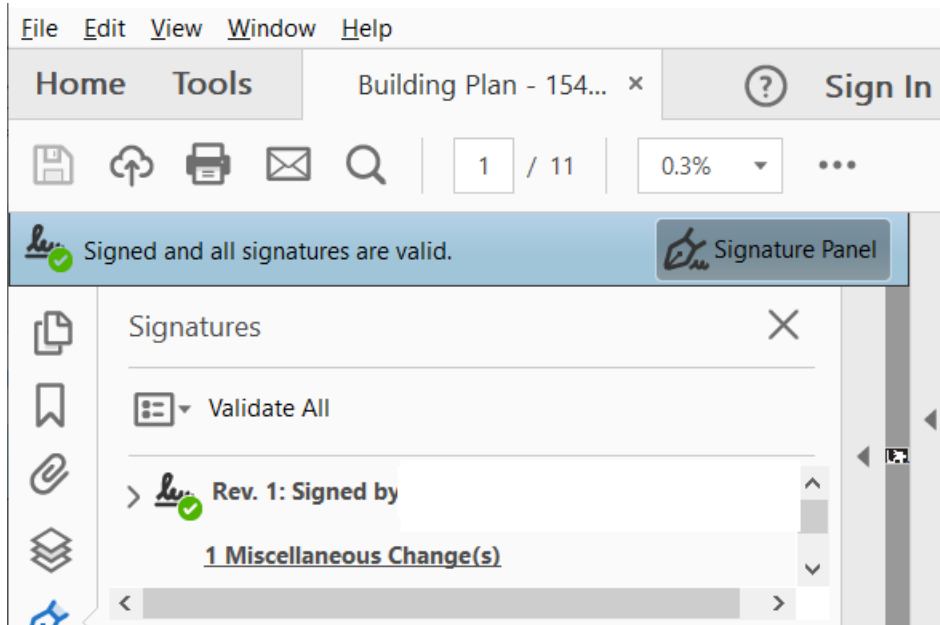 File Edit View Window Help
Home Tools Building Plan - 154... × ? Sign In
1 / 11 0.3%
Signed and all signatures are valid. Signature Panel
Signatures
Validate All
Rev. 1: Signed by
1 Miscellaneous Change(s)